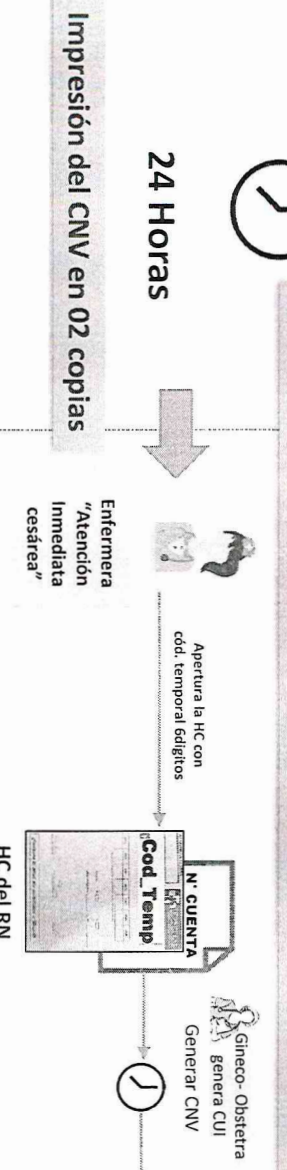 24 Horas
Impresión del CNV en 02 copias
Enfermera
"Atención
Inmediata
cesárea"
Apertura la HC con
cód. temporal 6digitos
N' CUENTA
Cod_Temp
HC del RN
Gineco- Obstetra
genera CUI
Generar CNV